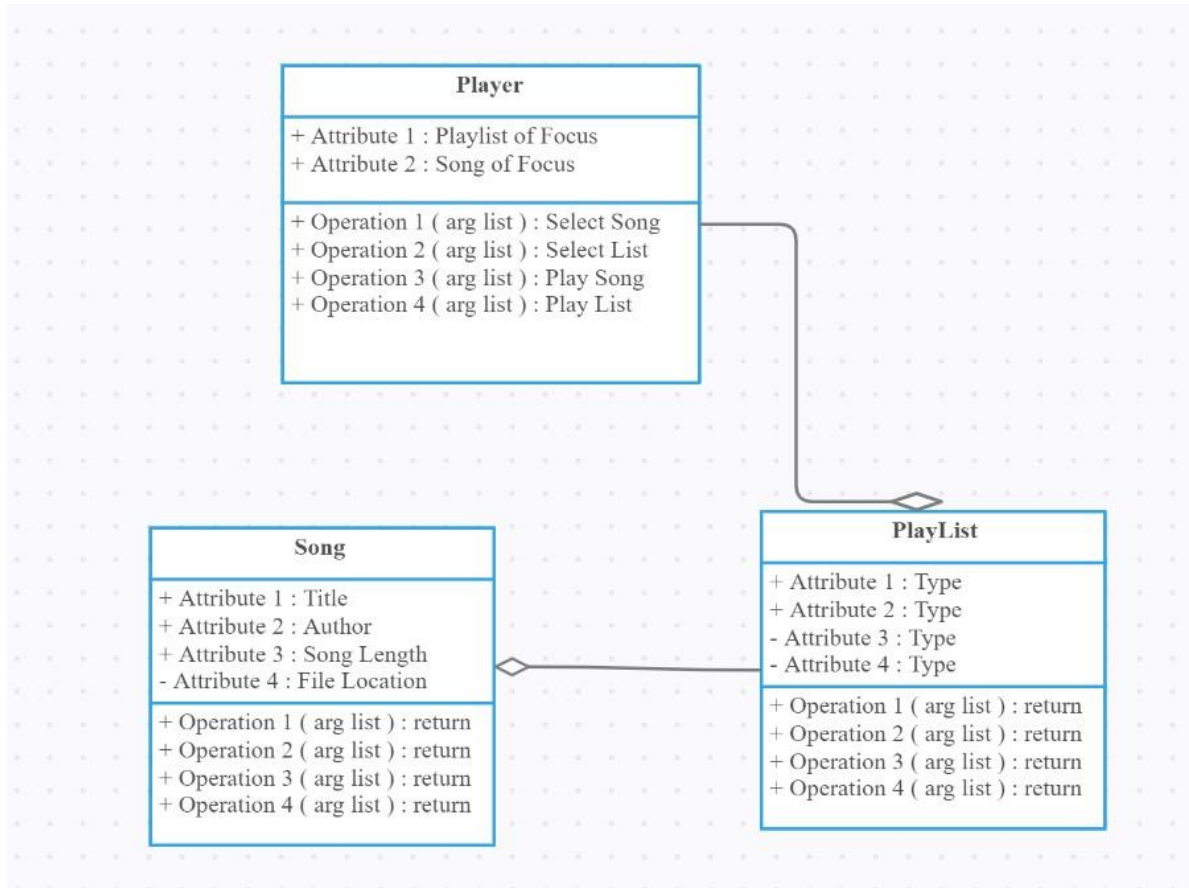 Player
+ Attribute 1 : Playlist of Focus
+ Attribute 2 : Song of Focus
+ Operation 1 ( arg list ) : Select Song
+ Operation 2 ( arg list ) : Select List
+ Operation 3 ( arg list ) : Play Song
+ Operation 4 ( arg list ) : Play List
Song
+ Attribute 1 : Title
+ Attribute 2 : Author
+ Attribute 3 : Song Length
- Attribute 4 : File Location
+ Operation 1 ( arg list ) : return
+ Operation 2 ( arg list ) : return
+ Operation 3 ( arg list ) : return
+ Operation 4 ( arg list ) : return
PlayList
+ Attribute 1 : Type
+ Attribute 2 : Type
- Attribute 3 : Type
- Attribute 4 : Type
+ Operation 1 ( arg list ) : return
+ Operation 2 ( arg list ) : return
+ Operation 3 ( arg list ) : return
+ Operation 4 ( arg list ) : return